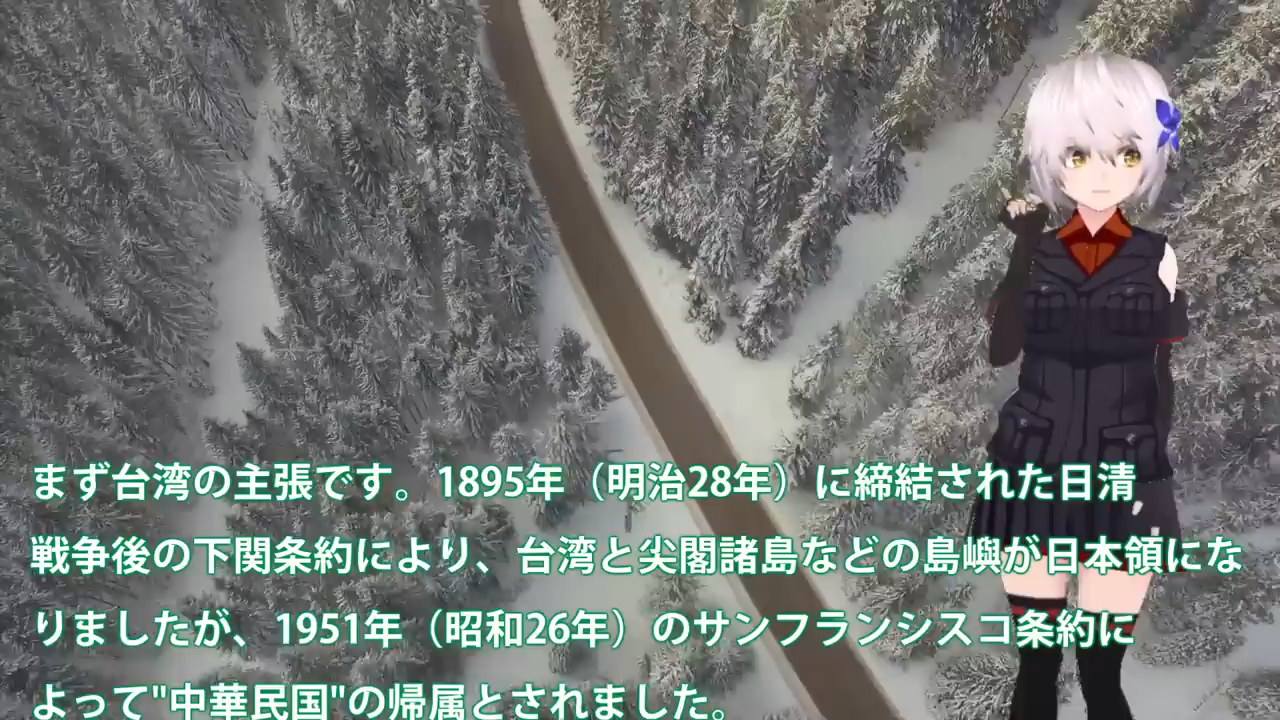 まず台湾の主張です。1895年（明治28年）に締結された日清
戦争後の下関条約により、台湾と尖閣諸島などの島嶼が日本領にな
りましたが、1951年（昭和26年）のサンフランシスコ条約に
よって"中華民国"の帰属とされました。